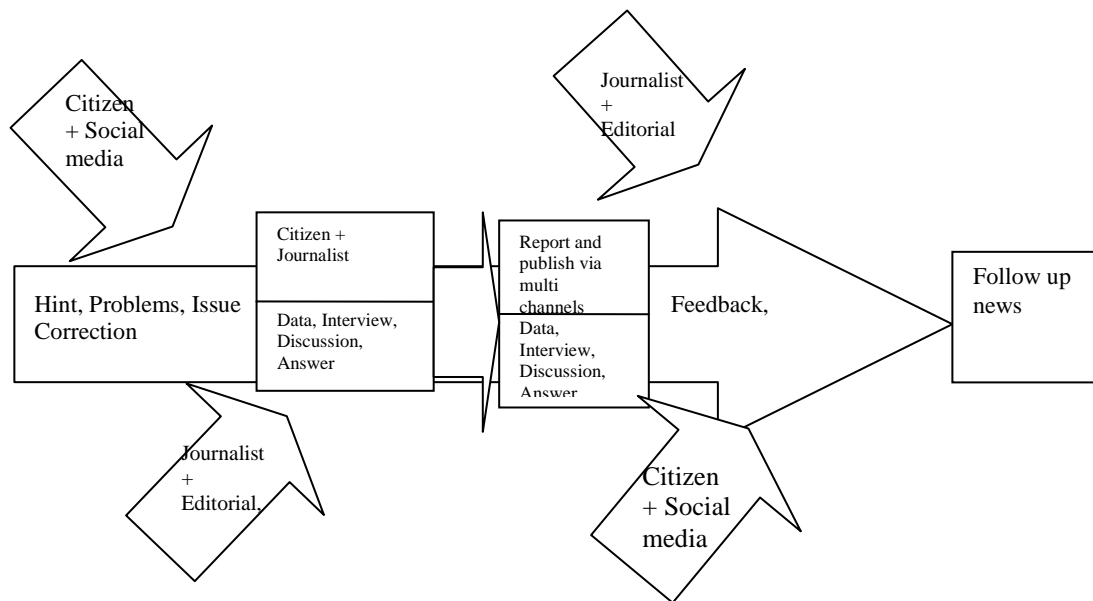 Citizen
+ Social
media
Journalist
+
Editorial
Hint, Problems, Issue
Correction
Citizen +
Journalist
Data, Interview,
Discussion,
Answer
Report and
publish via
multi
channels
Data,
Interview,
Discussion,
Answer
Feedback,
Follow up
news
Journalist
+
Editorial,
Citizen
+ Social
media